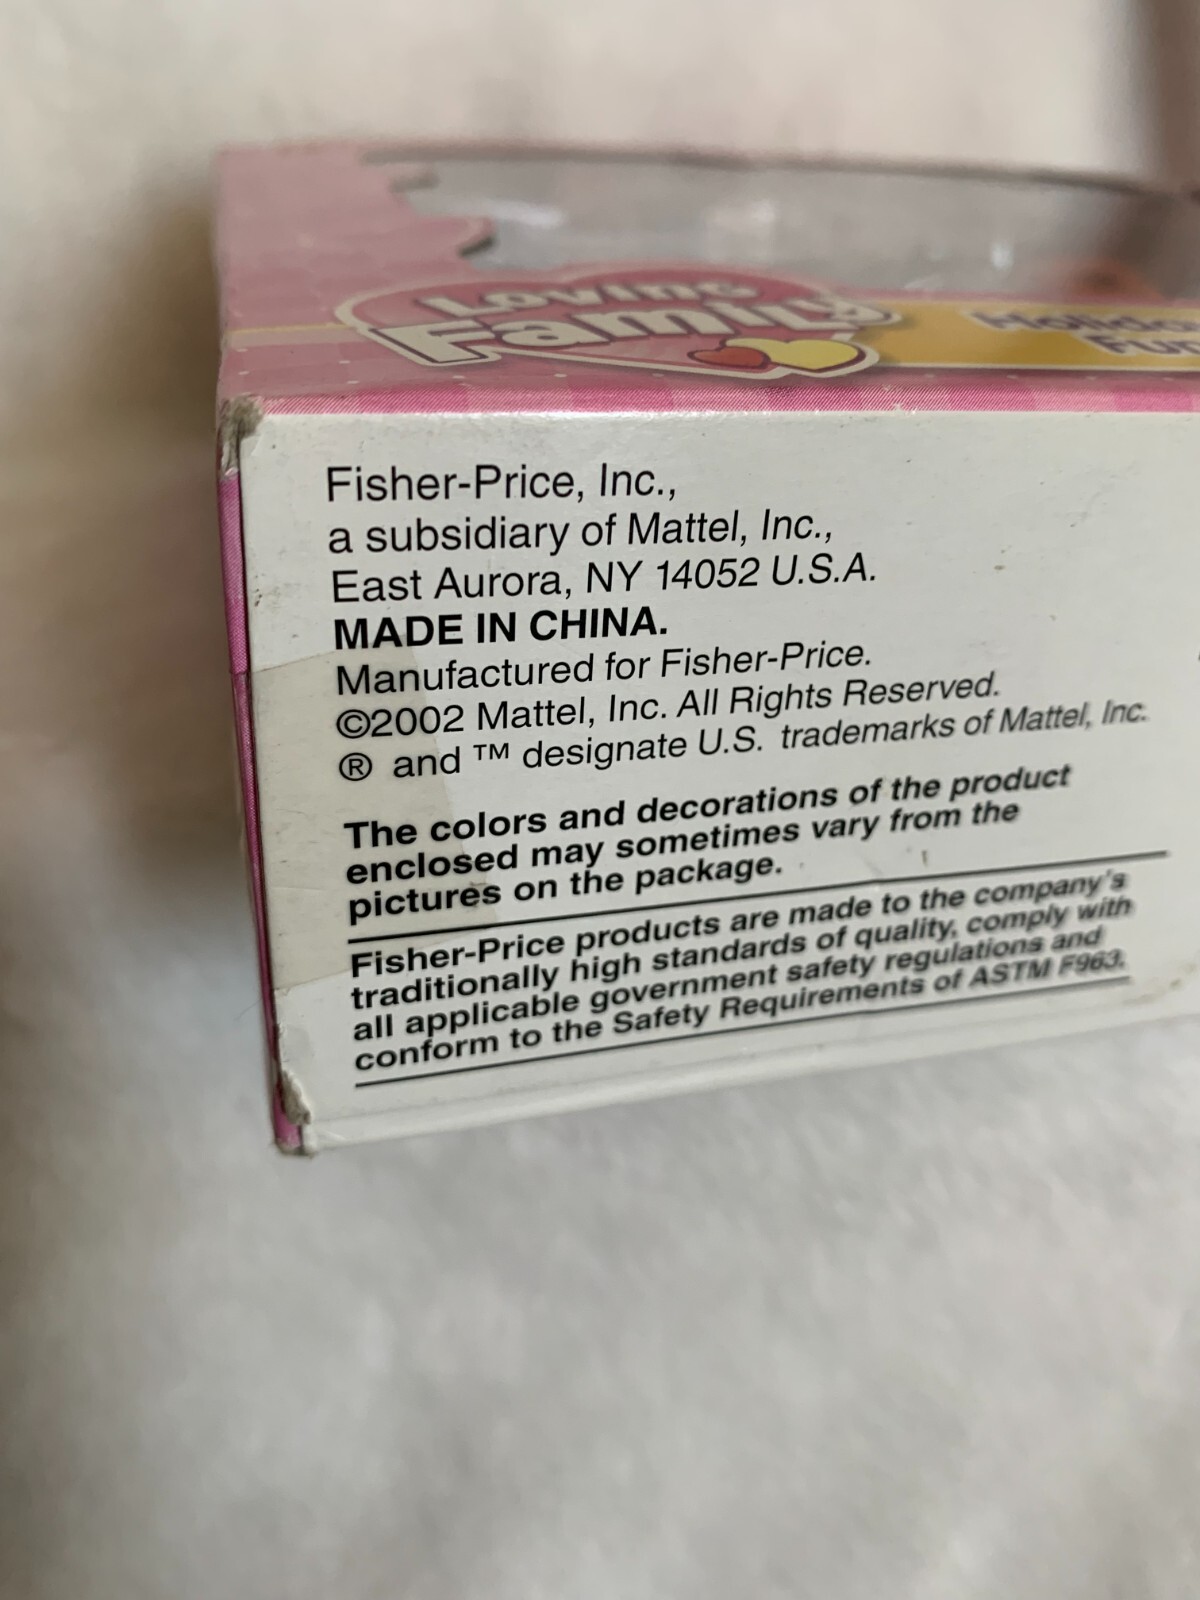 Loving
Family
Holiday
Fun
Fisher-Price, Inc.,
a subsidiary of Mattel, Inc.,
East Aurora, NY 14052 U.S.A.
MADE IN CHINA.
Manufactured for Fisher-Price.
©2002 Mattel, Inc. All Rights Reserved.
® and ™ designate U.S. trademarks of Mattel, Inc.
The colors and decorations of the product
enclosed may sometimes vary from the
pictures on the package.
Fisher-Price products are made to the company's
traditionally high standards of quality, comply with
all applicable government safety regulations and
conform to the Safety Requirements of ASTM F963.